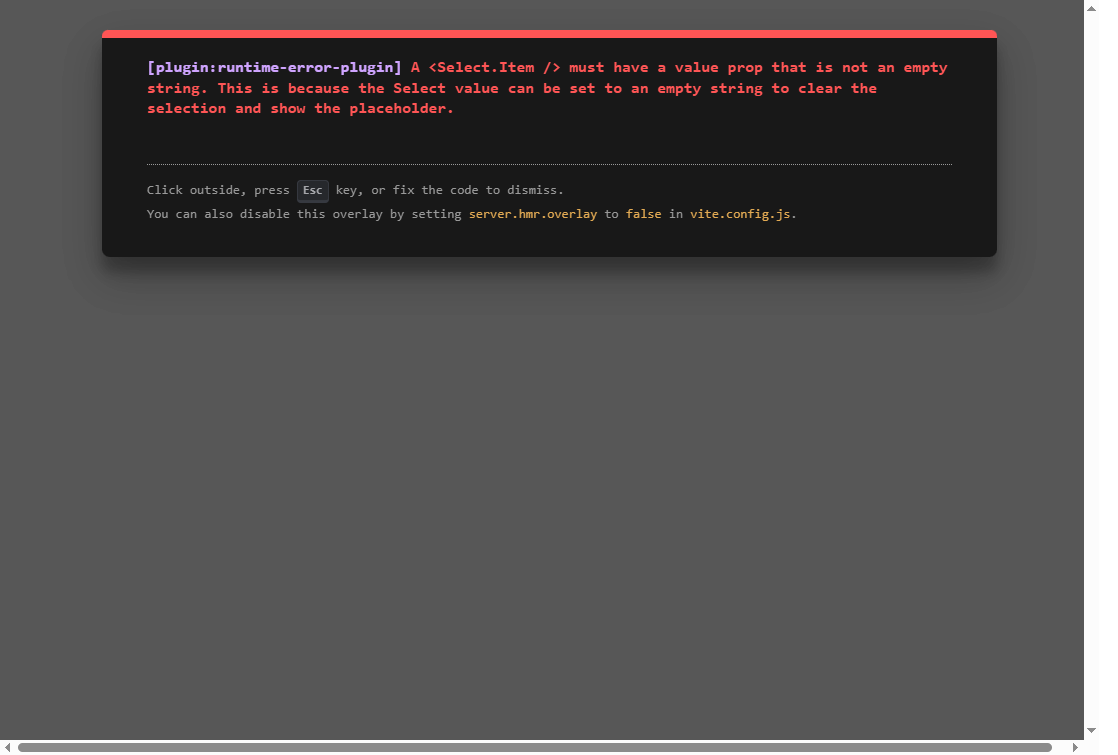 [plugin:runtime-error-plugin] A <Select.Item /> must have a value prop that is not an empty
string. This is because the Select value can be set to an empty string to clear the
selection and show the placeholder.
Click outside, press Esc key, or fix the code to dismiss.
You can also disable this overlay by setting server.hmr.overlay to false in vite.config.js.